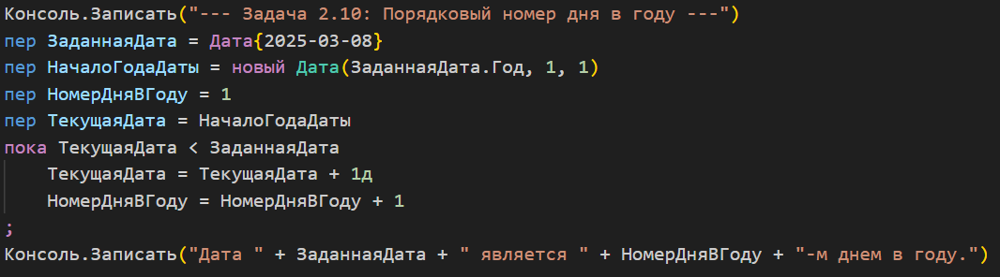 Консоль.Записать("--- Задача 2.10: Порядковый номер дня в году ---")
пер ЗаданнаяДата = Дата{2025-03-08}
пер НачалоГодаДаты = новый Дата(ЗаданнаяДата.Год, 1, 1)
пер НомерДняВГоду = 1
пер ТекущаяДата = НачалоГодаДаты
пока ТекущаяДата < ЗаданнаяДата
    ТекущаяДата = ТекущаяДата + 1д
    НомерДняВГоду = НомерДняВГоду + 1
;
Консоль.Записать("Дата " + ЗаданнаяДата + " является " + НомерДняВГоду + "-м днем в году.")